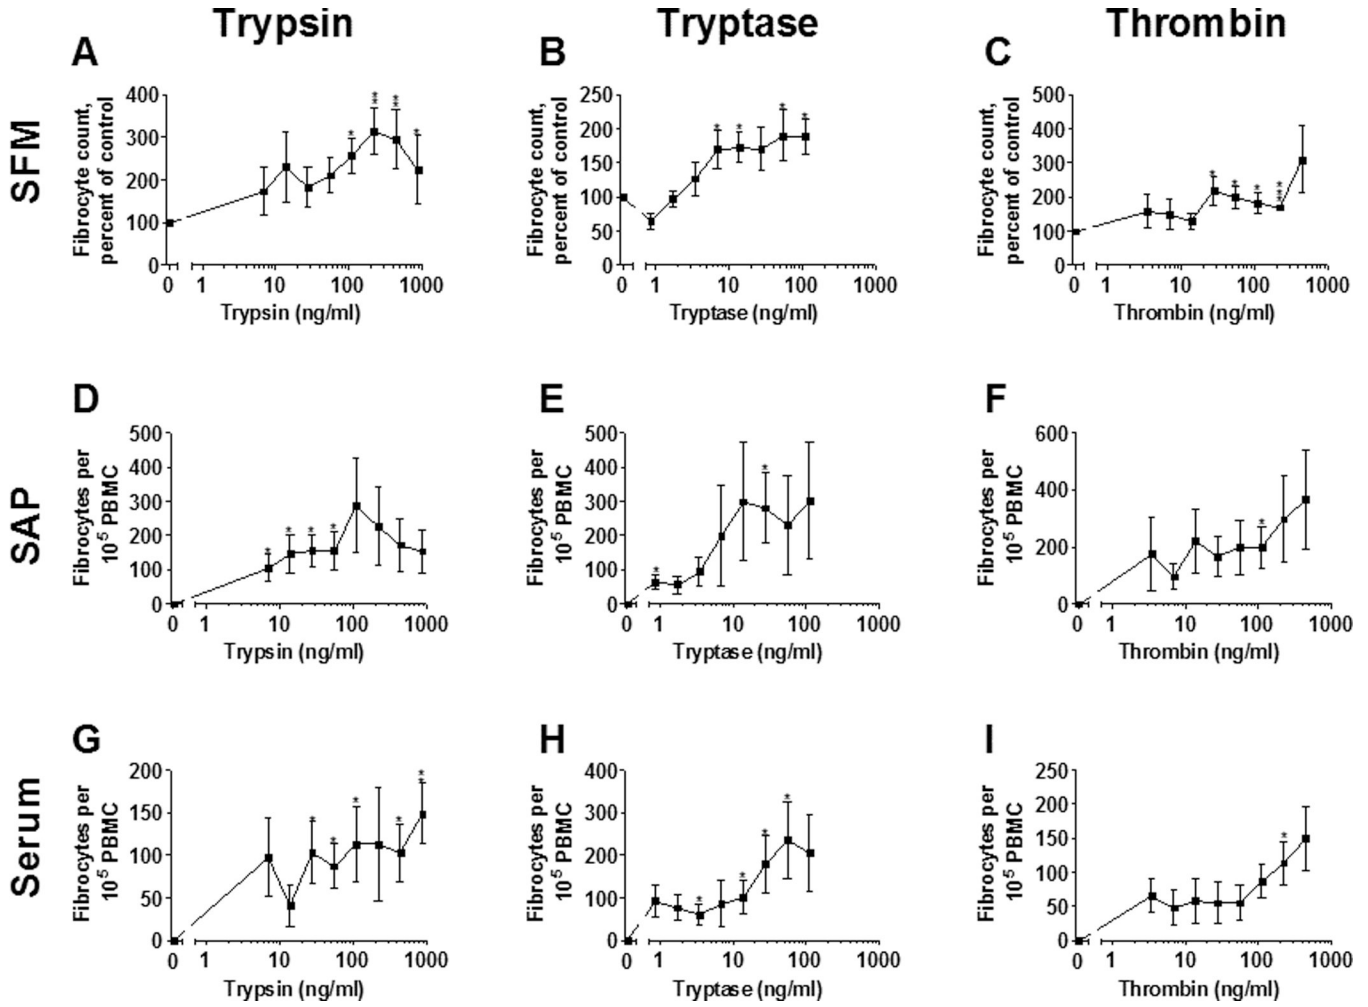 Trypsin
Tryptase
Thrombin
SFM
A
Fibrocyte count,
percent of control
400
300
200
100
0
0 1 10 100 1000
Trypsin (ng/ml)
* ** ** *
B
Fibrocyte count,
percent of control
250
200
150
100
50
0
0 1 10 100 1000
Tryptase (ng/ml)
* * * *
C
Fibrocyte count,
percent of control
500
400
300
200
100
0
0 1 10 100 1000
Thrombin (ng/ml)
* * * ***
SAP
D
Fibrocytes per
10⁵ PBMC
500
400
300
200
100
0
0 1 10 100 1000
Trypsin (ng/ml)
* * * *
E
Fibrocytes per
10⁵ PBMC
500
400
300
200
100
0
0 1 10 100 1000
Tryptase (ng/ml)
* *
F
Fibrocytes per
10⁵ PBMC
600
400
200
0
0 1 10 100 1000
Thrombin (ng/ml)
*
Serum
G
Fibrocytes per
10⁵ PBMC
200
150
100
50
0
0 1 10 100 1000
Trypsin (ng/ml)
* * * * **
H
Fibrocytes per
10⁵ PBMC
400
300
200
100
0
0 1 10 100 1000
Tryptase (ng/ml)
* * * *
I
Fibrocytes per
10⁵ PBMC
250
200
150
100
50
0
0 1 10 100 1000
Thrombin (ng/ml)
*